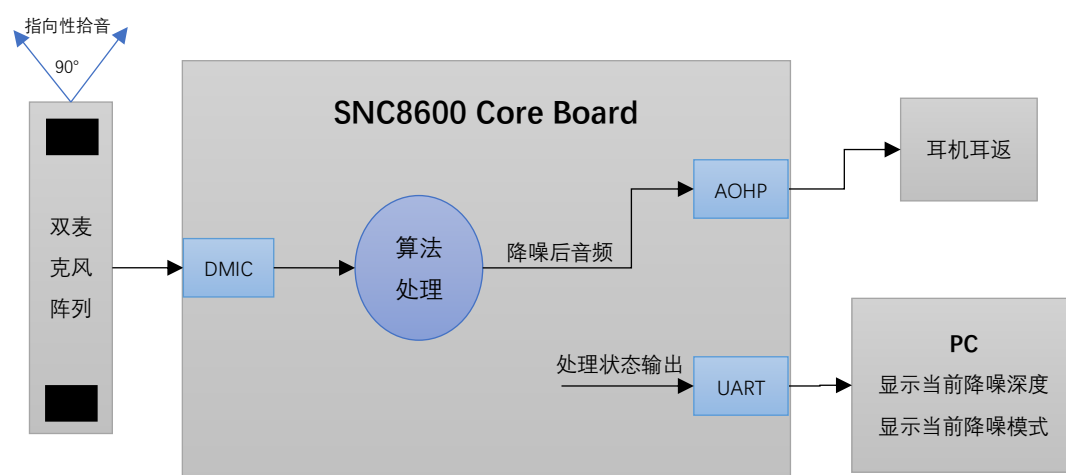 指向性拾音
90°
SNC8600 Core Board
双麦
克风
阵列
DMIC
算法
处理
降噪后音频
AOHP
耳机耳返
处理状态输出
UART
PC
显示当前降噪深度
显示当前降噪模式